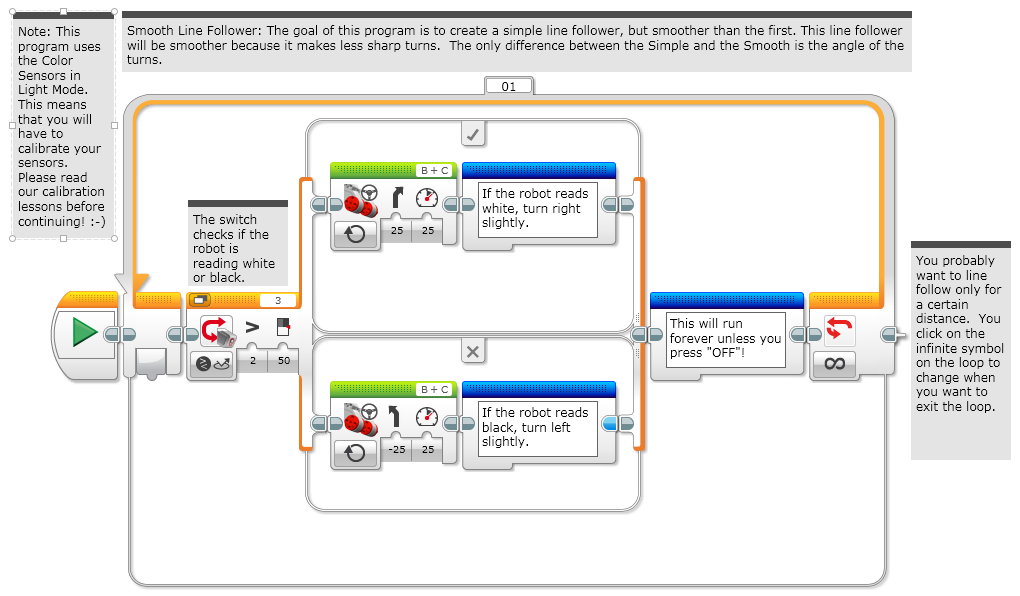 Note: This
program uses
the Color
Sensors in
Light Mode.
This means
that you will
have to
calibrate your
sensors.
Please read
our calibration
lessons before
continuing! :-)
Smooth Line Follower: The goal of this program is to create a simple line follower, but smoother than the first. This line follower
will be smoother because it makes less sharp turns.  The only difference between the Simple and the Smooth is the angle of the
turns.
01
B + C
25 25
If the robot reads
white, turn right
slightly.
The switch
checks if the
robot is
reading white
or black.
3
>
2 50
This will run
forever unless you
press "OFF"!
∞
B + C
-25 25
If the robot reads
black, turn left
slightly.
You probably
want to line
follow only for
a certain
distance.  You
click on the
infinite symbol
on the loop to
change when
you want to
exit the loop.